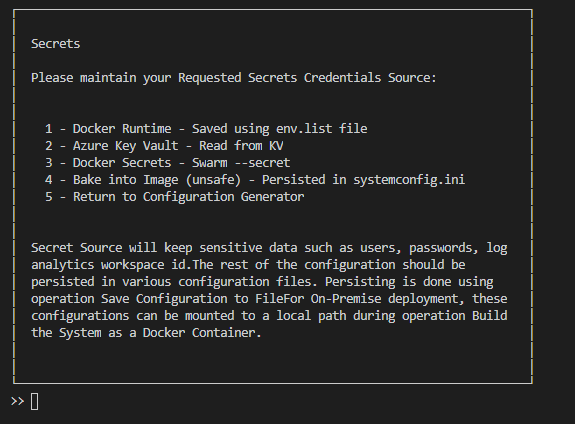 Secrets
Please maintain your Requested Secrets Credentials Source:
1 - Docker Runtime - Saved using env.list file
2 - Azure Key Vault - Read from KV
3 - Docker Secrets - Swarm --secret
4 - Bake into Image (unsafe) - Persisted in systemconfig.ini
5 - Return to Configuration Generator
Secret Source will keep sensitive data such as users, passwords, log
analytics workspace id.The rest of the configuration should be
persisted in various configuration files. Persisting is done using
operation Save Configuration to FileFor On-Premise deployment, these
configurations can be mounted to a local path during operation Build
the System as a Docker Container.
>>